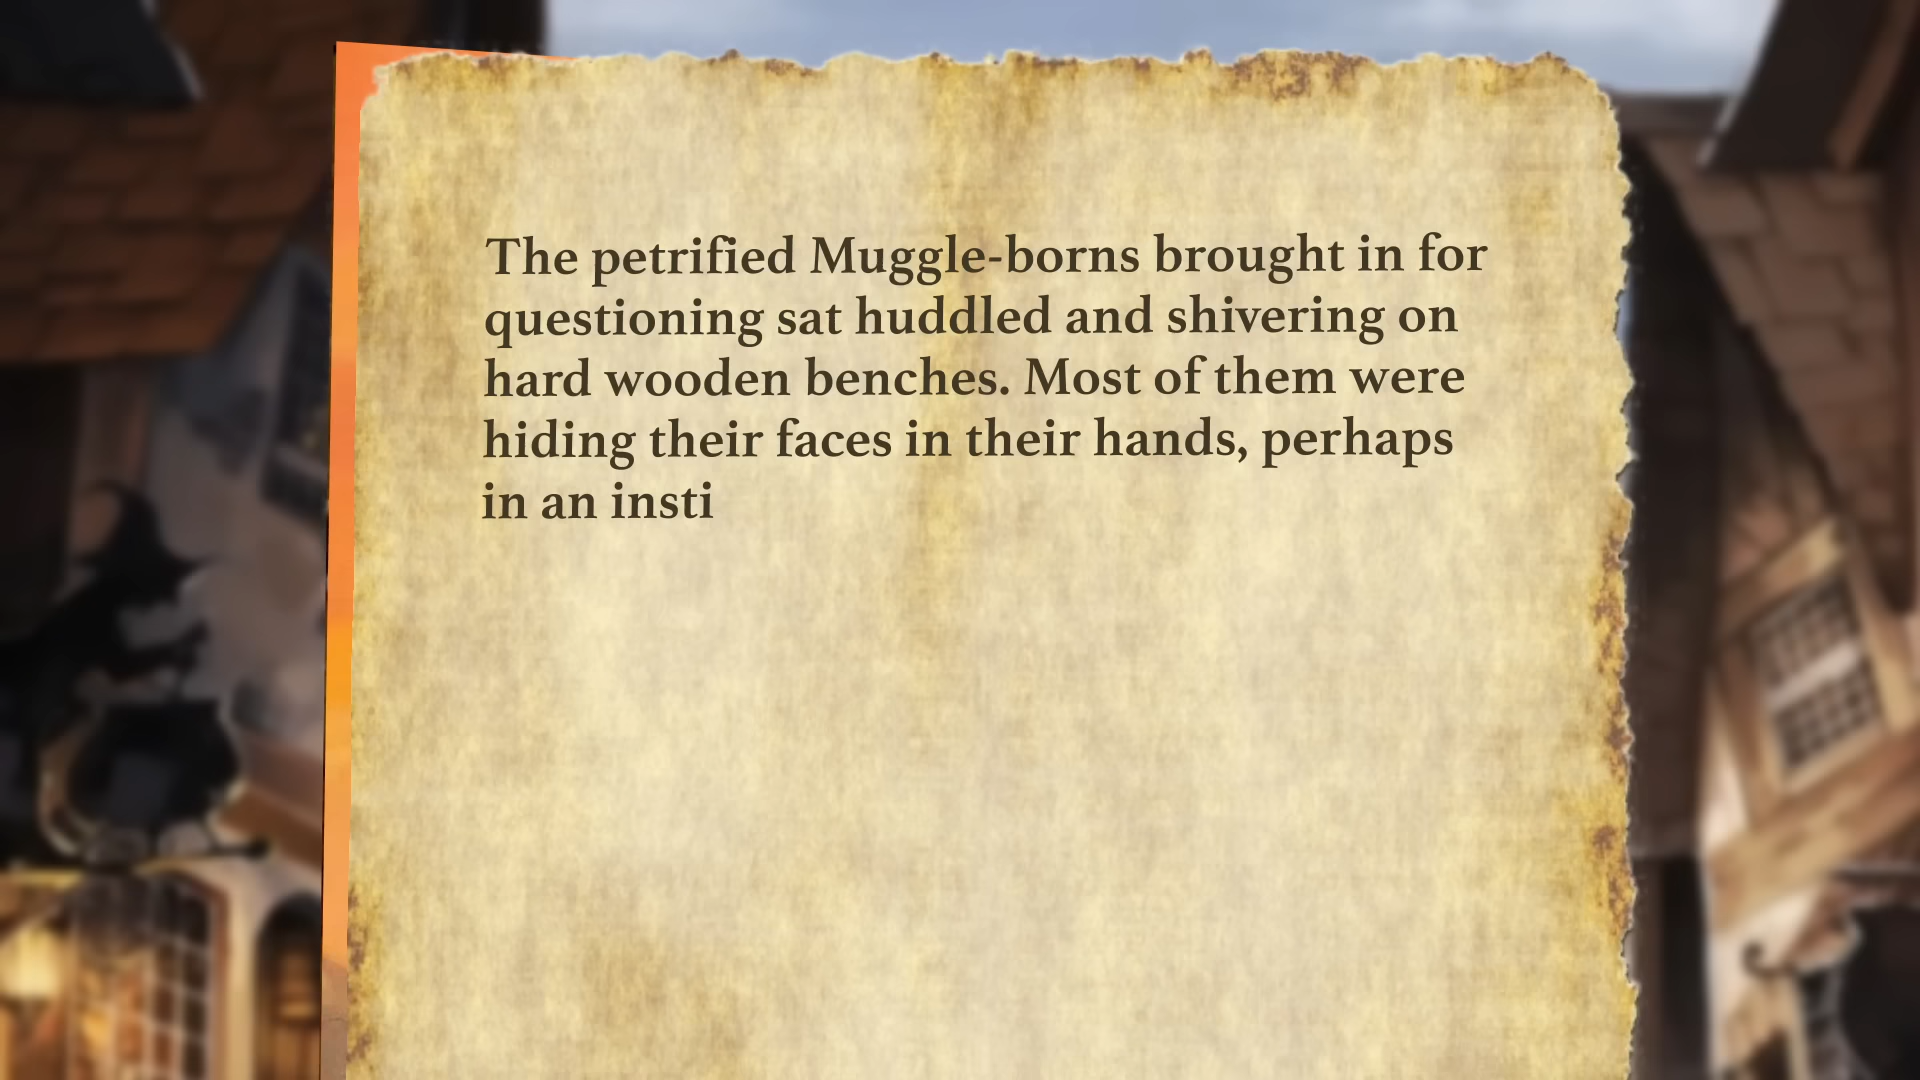 The petrified Muggle-borns brought in for
questioning sat huddled and shivering on
hard wooden benches. Most of them were
hiding their faces in their hands, perhaps
in an insti